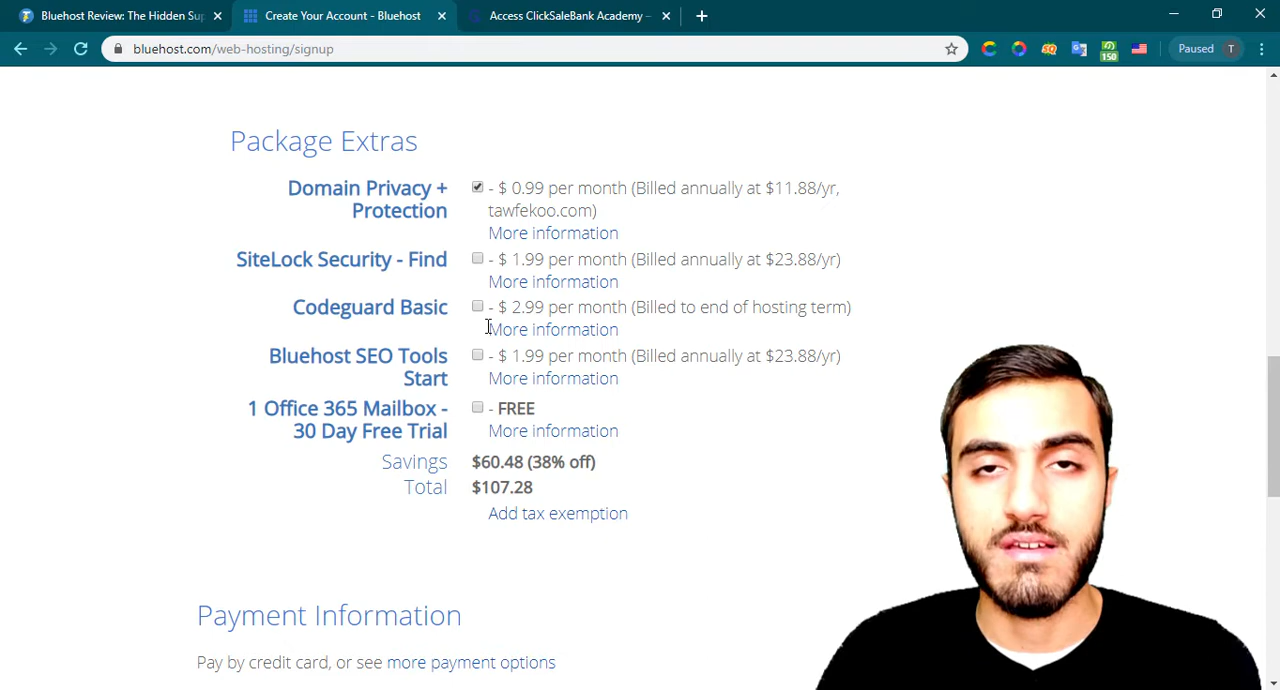 Bluehost Review: The Hidden Sup
Create Your Account - Bluehost
Access ClickSaleBank Academy –
bluehost.com/web-hosting/signup
SQ
150
Paused
T
Package Extras
Domain Privacy + - $ 0.99 per month (Billed annually at $11.88/yr,
Protection tawfekoo.com)
More information
SiteLock Security - Find - $ 1.99 per month (Billed annually at $23.88/yr)
More information
Codeguard Basic - $ 2.99 per month (Billed to end of hosting term)
More information
Bluehost SEO Tools - $ 1.99 per month (Billed annually at $23.88/yr)
Start More information
1 Office 365 Mailbox - - FREE
30 Day Free Trial More information
Savings $60.48 (38% off)
Total $107.28
Add tax exemption
Payment Information
Pay by credit card, or see more payment options